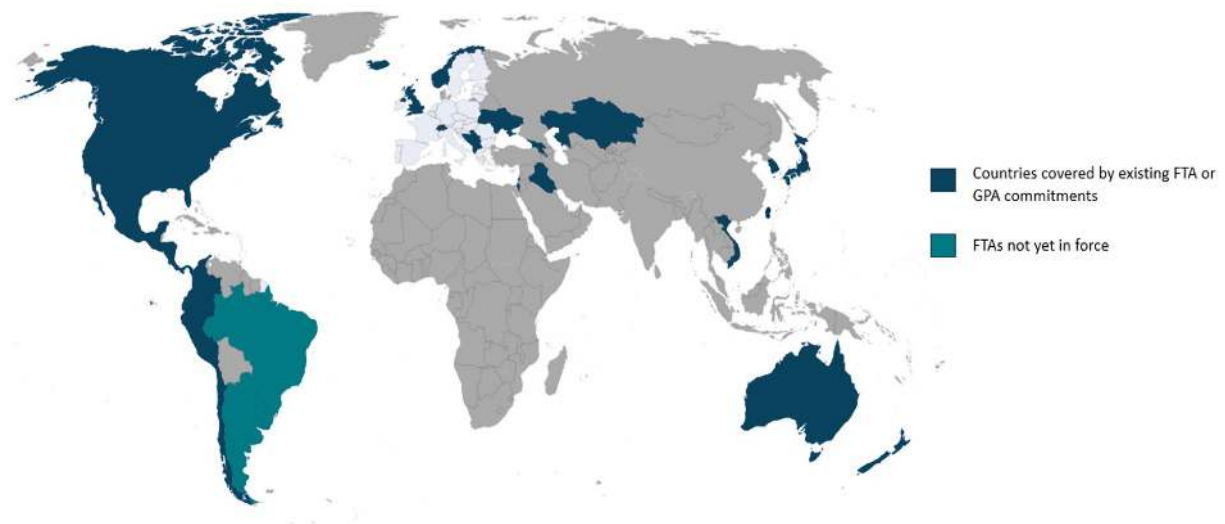 Countries covered by existing FTA or
GPA commitments
FTAs not yet in force